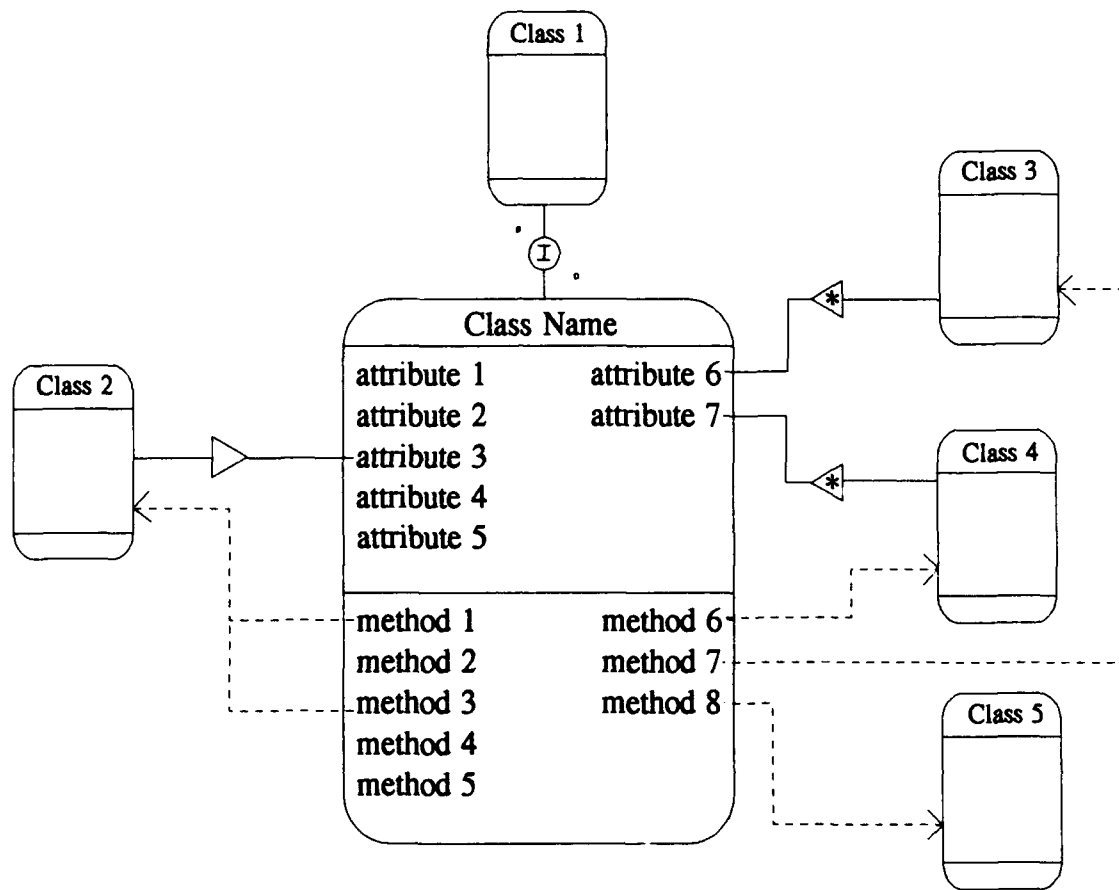 Class 1
I
Class 3
*
Class Name
attribute 1 attribute 6
attribute 2 attribute 7
attribute 3
attribute 4
attribute 5
Class 2
Class 4
*
method 1 method 6
method 2 method 7
method 3 method 8
method 4
method 5
Class 5